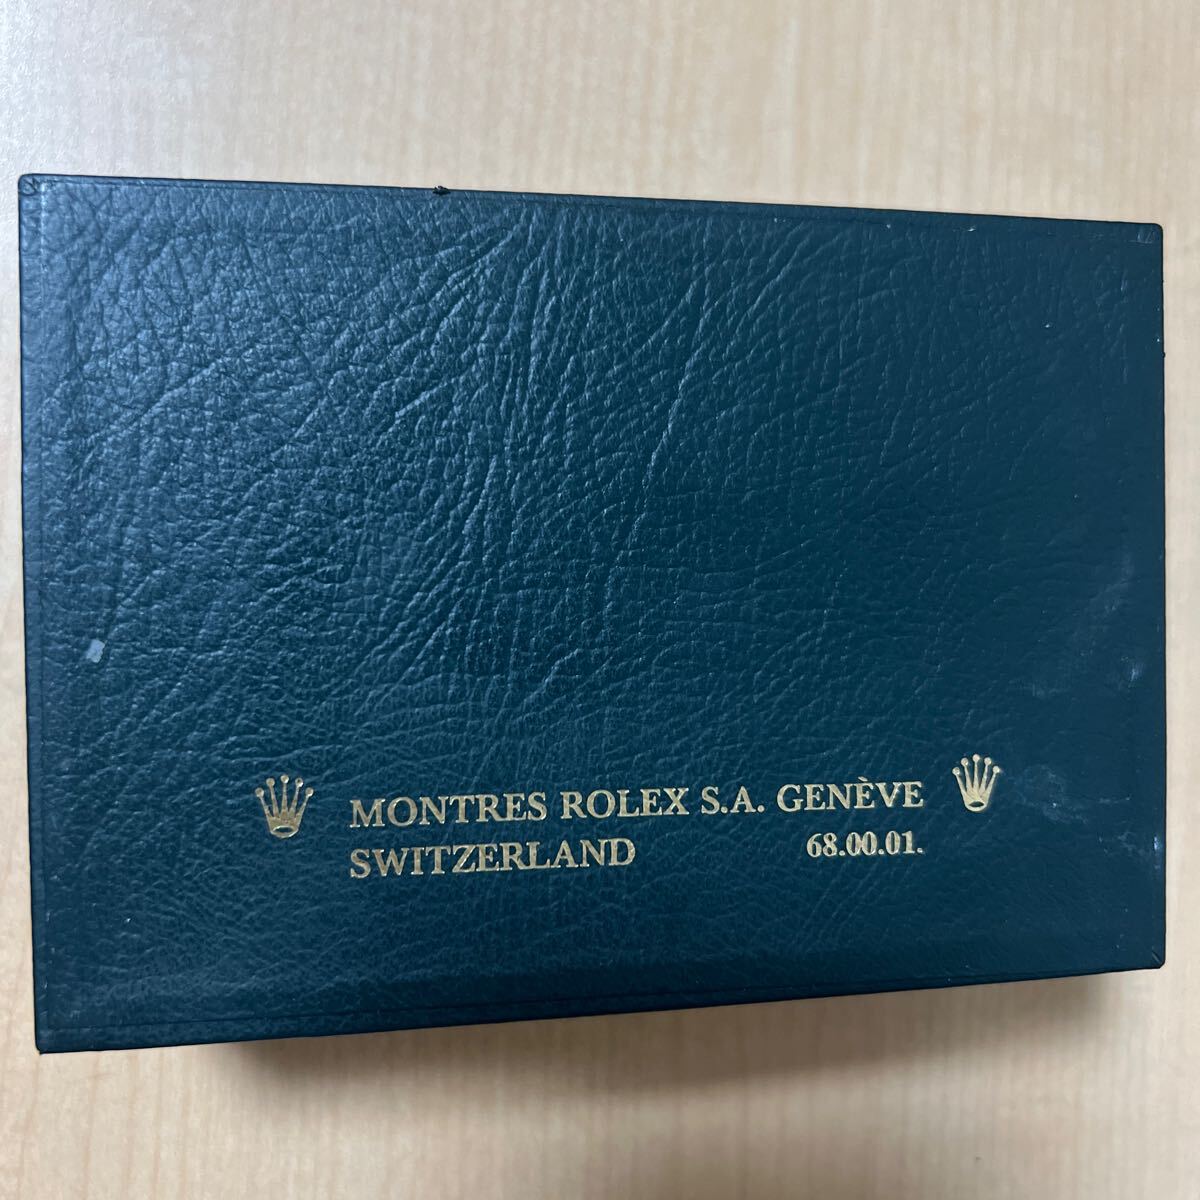 MONTRES ROLEX S.A. GENÈVE
SWITZERLAND 68.00.01.